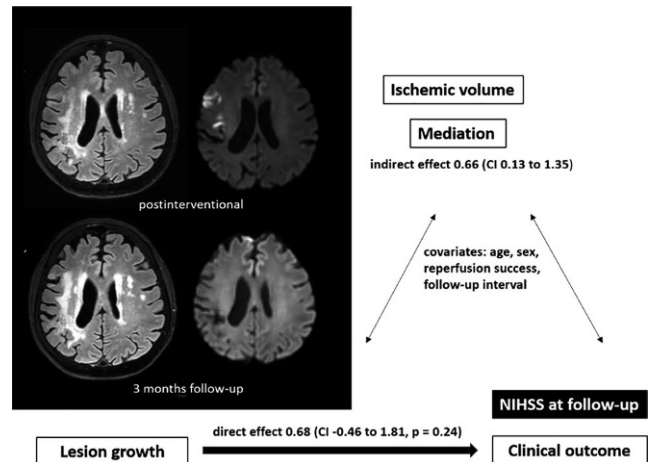 Ischemic volume
Mediation
indirect effect 0.66 (CI 0.13 to 1.35)
postinterventional
covariates: age, sex,
reperfusion success,
follow-up interval
3 months follow-up
NIHSS at follow-up
direct effect 0.68 (CI -0.46 to 1.81, p = 0.24)
Lesion growth
Clinical outcome